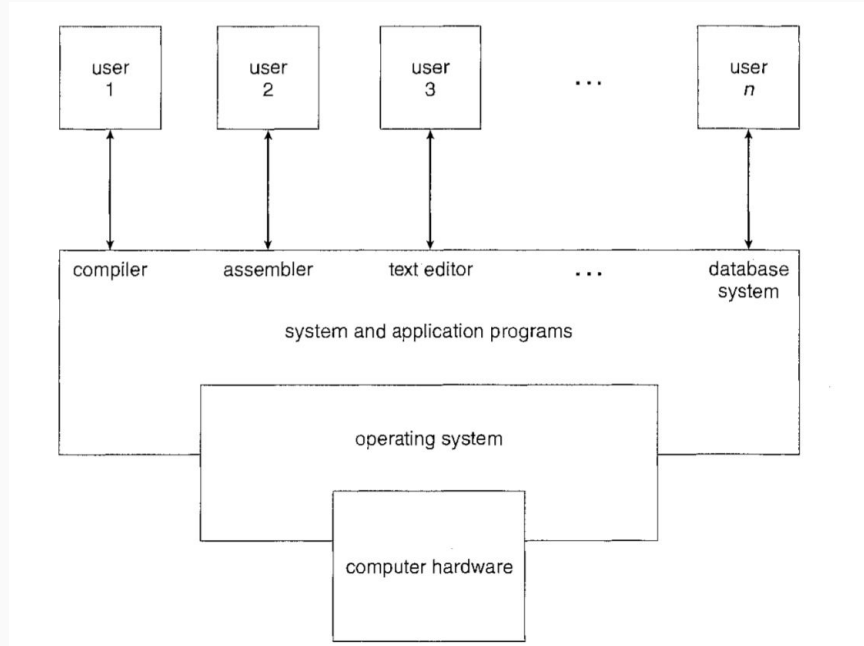 user
1
user
2
user
3
...
user
n
compiler
assembler
text editor
...
database
system
system and application programs
operating system
computer hardware